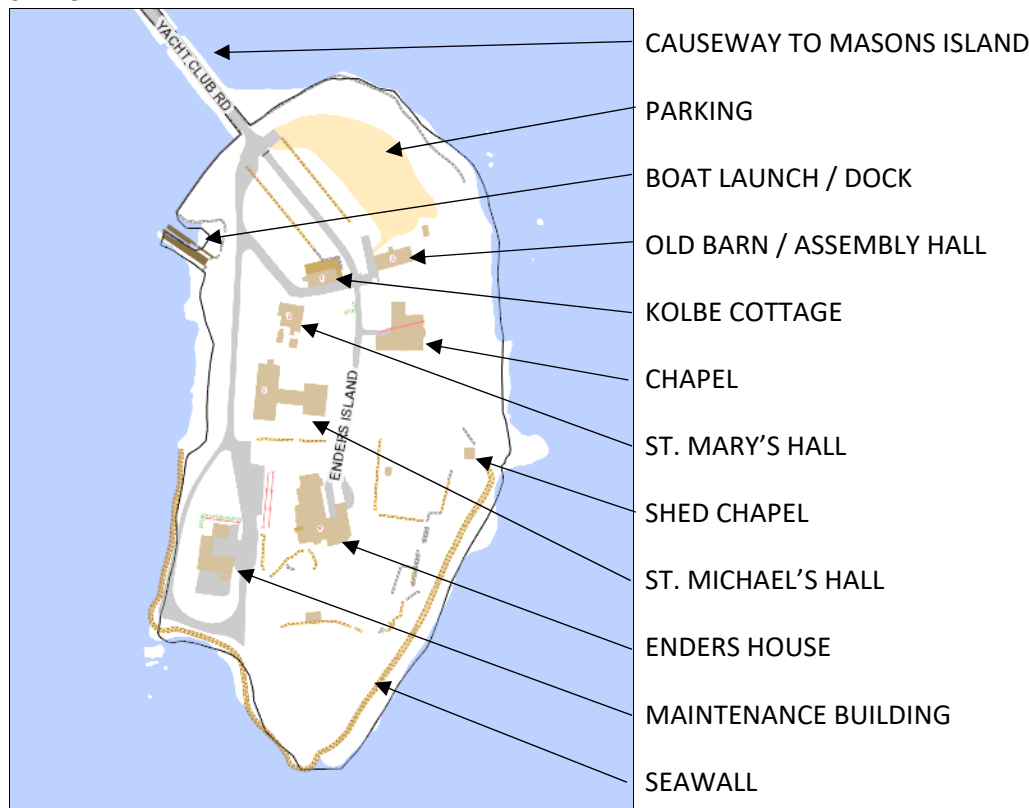 YACHT CLUB RD
CAUSEWAY TO MASONS ISLAND
PARKING
BOAT LAUNCH / DOCK
OLD BARN / ASSEMBLY HALL
KOLBE COTTAGE
CHAPEL
ENDERS ISLAND
ST. MARY’S HALL
SHED CHAPEL
ST. MICHAEL’S HALL
ENDERS HOUSE
MAINTENANCE BUILDING
SEAWALL